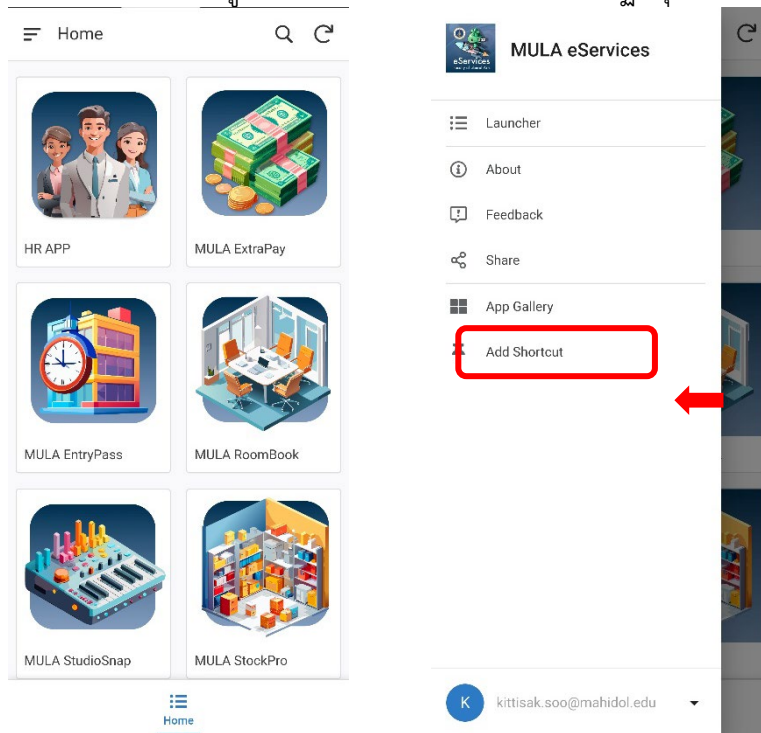 Home
HR APP
MULA ExtraPay
MULA EntryPass
MULA RoomBook
MULA StudioSnap
MULA StockPro
Home
eServices
MULA eServices
Launcher
About
Feedback
Share
App Gallery
Add Shortcut
K
kittisak.soo@mahidol.edu